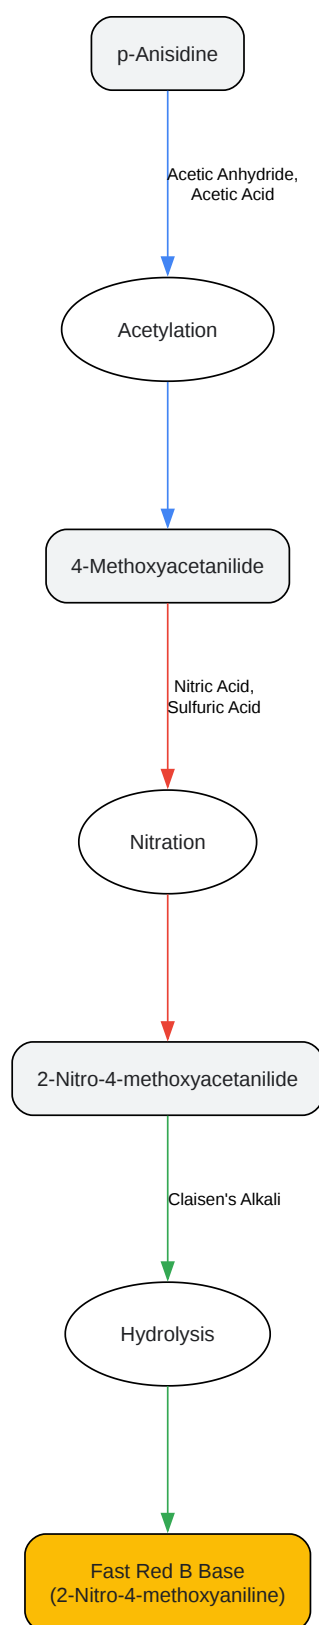 p-Anisidine
Acetic Anhydride,
Acetic Acid
Acetylation
4-Methoxyacetanilide
Nitric Acid,
Sulfuric Acid
Nitration
2-Nitro-4-methoxyacetanilide
Claisen's Alkali
Hydrolysis
Fast Red B Base
(2-Nitro-4-methoxyaniline)